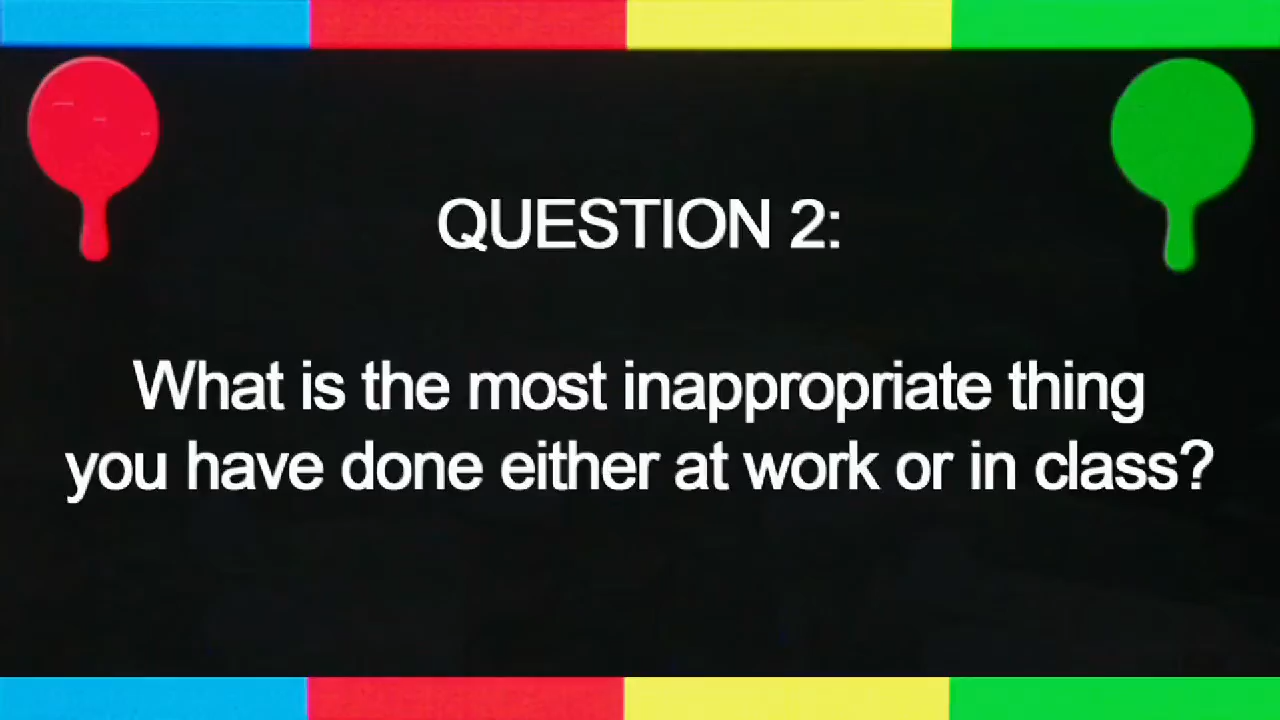 QUESTION 2:
What is the most inappropriate thing
you have done either at work or in class?